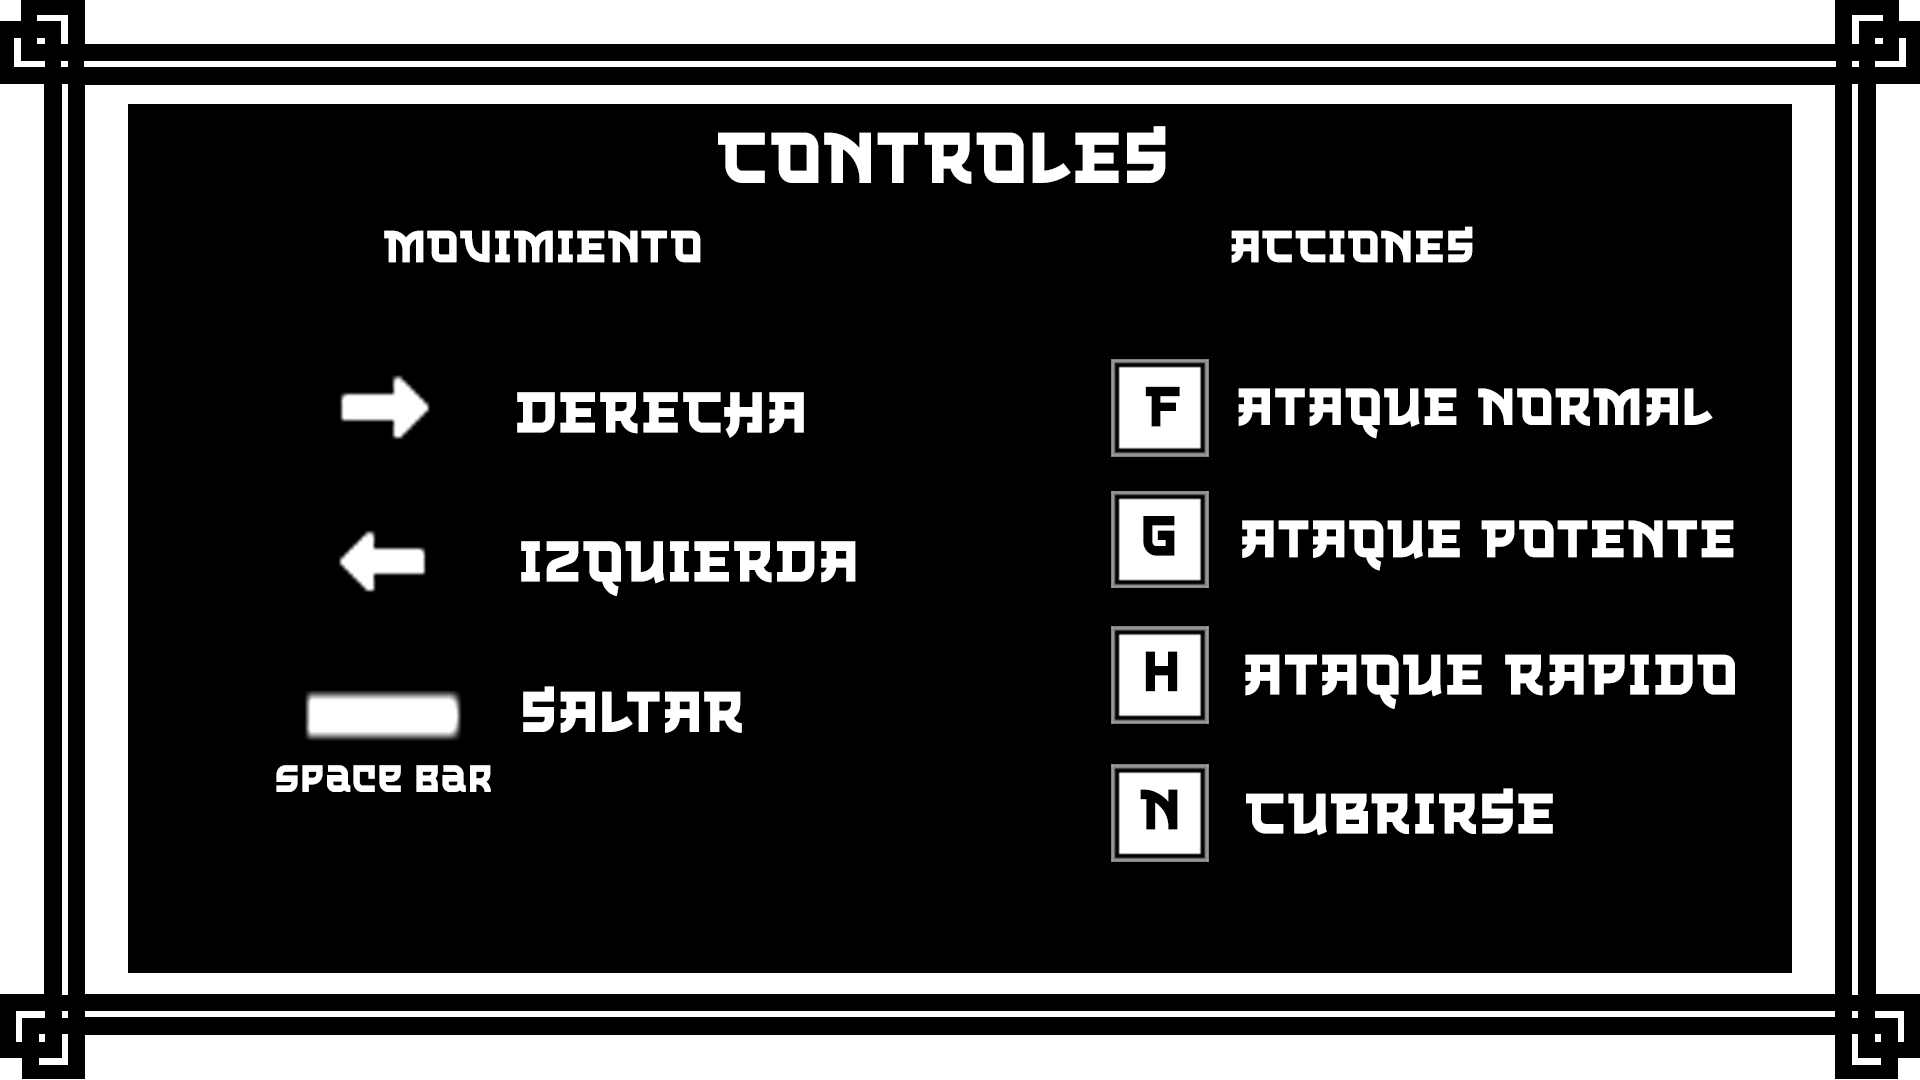 CONTROLES
MOVIMIENTO
DERECHA
IZQUIERDA
SALTAR
SPACE BAR
ACCIONES
F ATAQUE NORMAL
G ATAQUE POTENTE
H ATAQUE RAPIDO
N CUBRIRSE